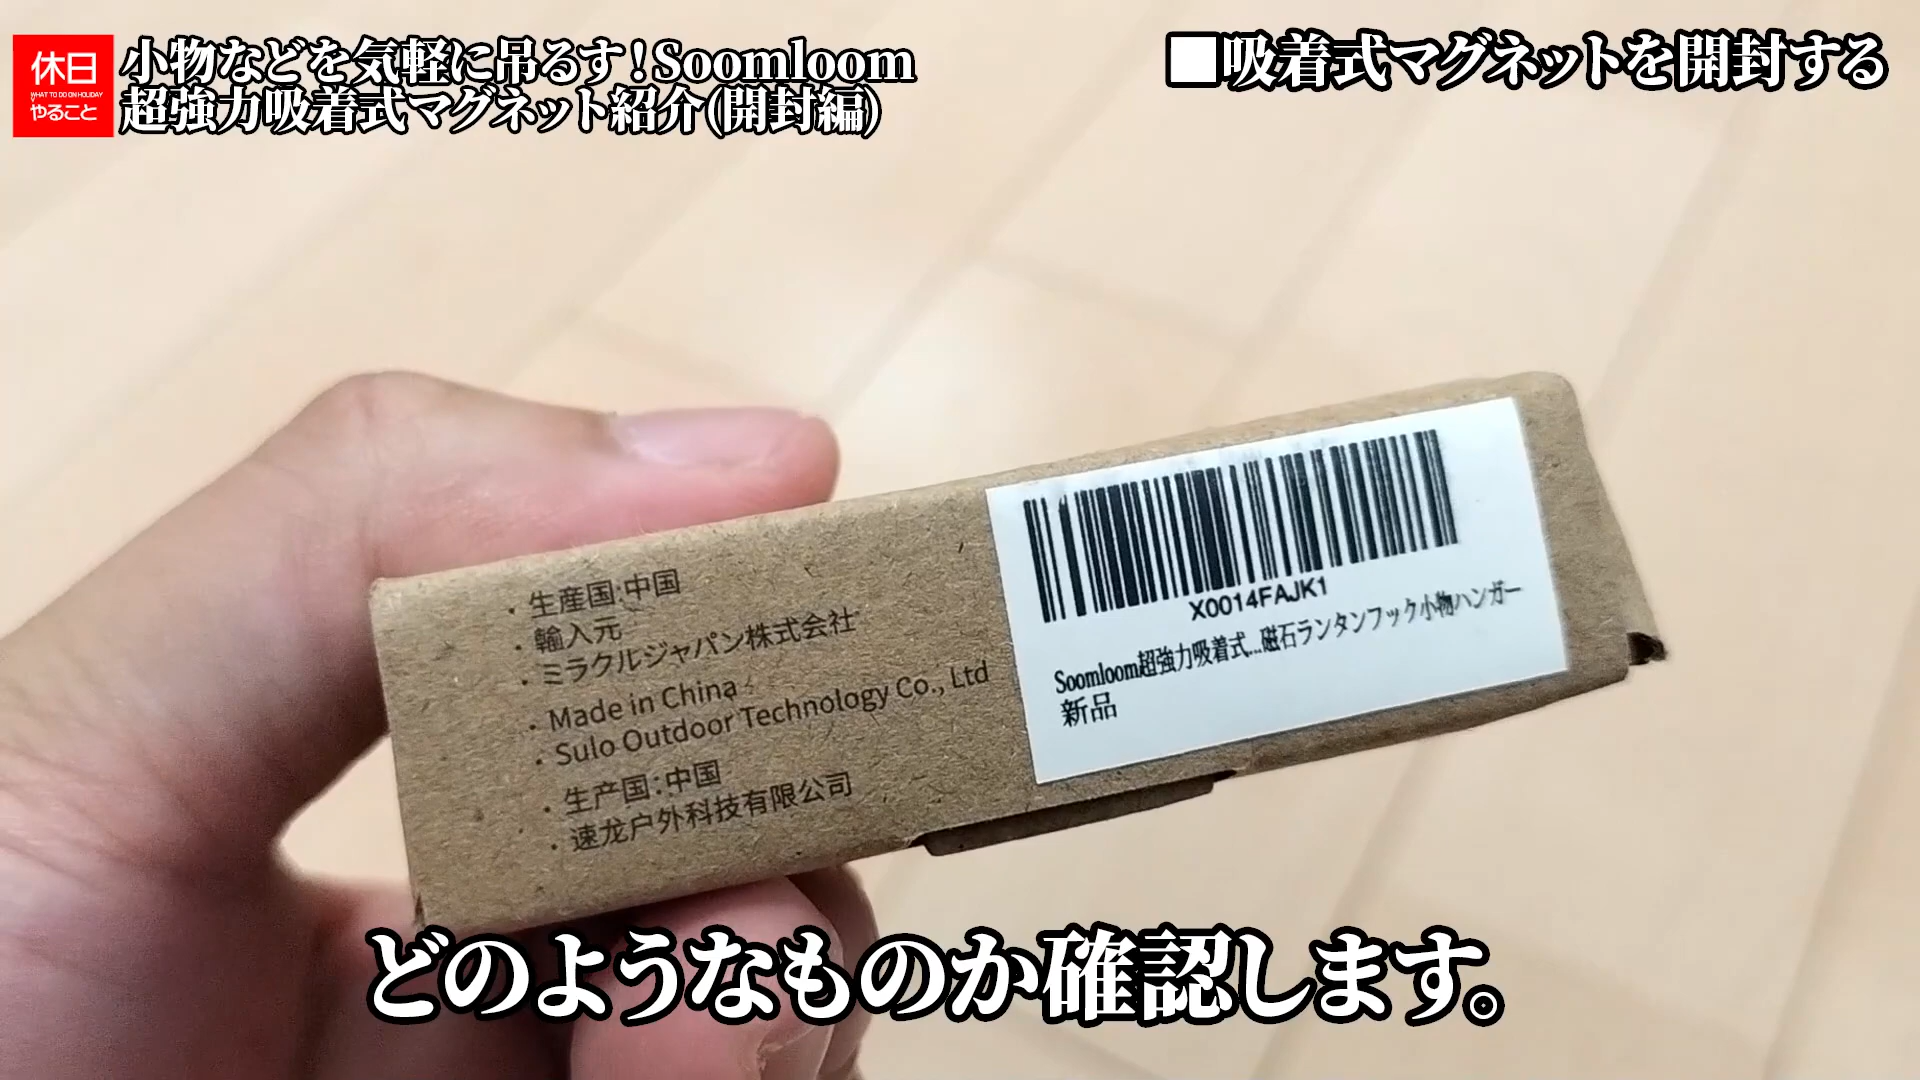 休日
WHAT TO DO ON HOLIDAY
やること
小物などを気軽に吊るす！Soomloom
超強力吸着式マグネット紹介(開封編)
■吸着式マグネットを開封する
・生産国:中国
・輸入元
・ミラクルジャパン株式会社
・Made in China
・Sulo Outdoor Technology Co., Ltd
・生产国:中国
・速龙户外科技有限公司
X0014FAJK1
Soomloom超強力吸着式...磁石ランタンフック小物ハンガー
新品
どのようなものか確認します。